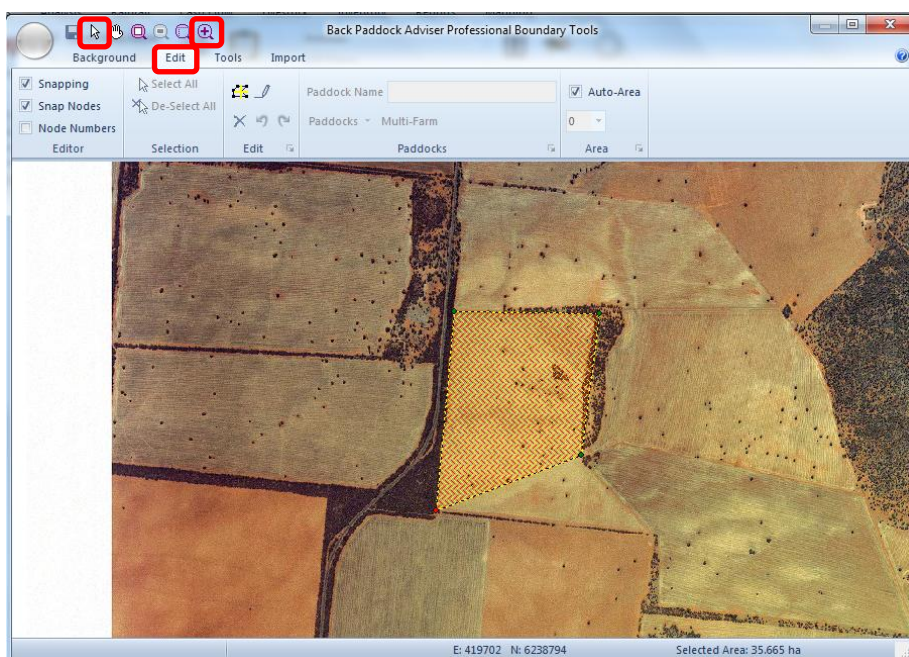 Back Paddock Adviser Professional Boundary Tools
Background Edit Tools Import
Snapping Select All Paddock Name Auto-Area
Snap Nodes De-Select All Paddocks Multi-Farm 0
Node Numbers
Editor Selection Edit Paddocks Area
E: 419702 N: 6238794 Selected Area: 35.665 ha